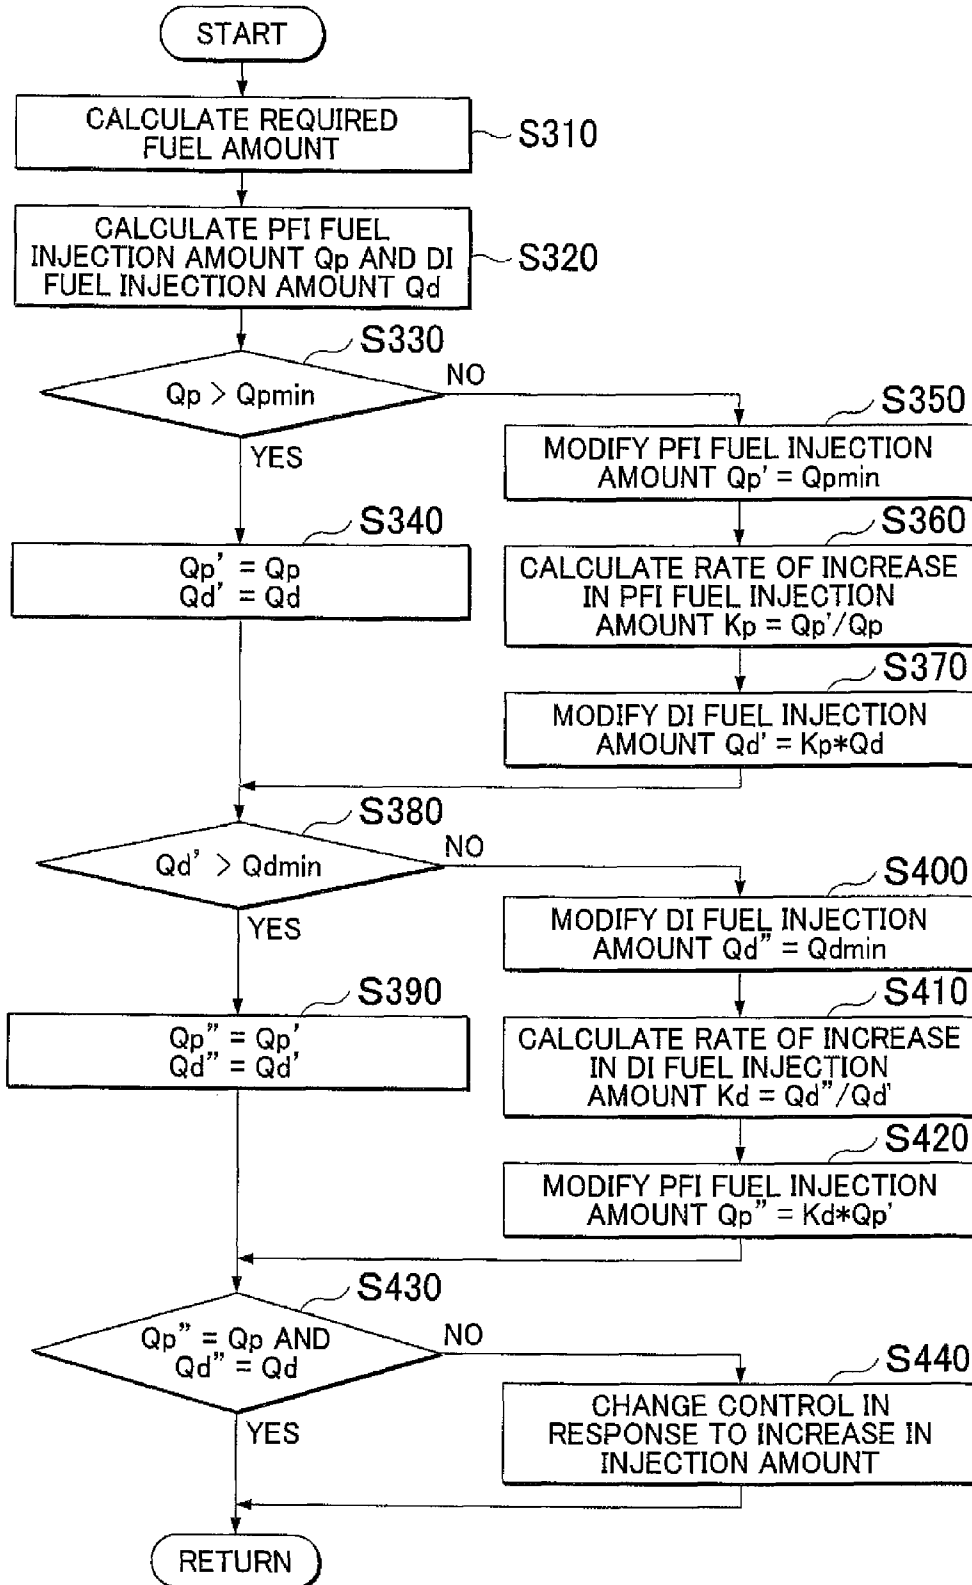 START
CALCULATE REQUIRED
FUEL AMOUNT
S310
CALCULATE PFI FUEL
INJECTION AMOUNT Qp AND DI
FUEL INJECTION AMOUNT Qd
S320
S330
Qp > Qpmin
NO
YES
S350
MODIFY PFI FUEL INJECTION
AMOUNT Qp' = Qpmin
S340
Qp' = Qp
Qd' = Qd
S360
CALCULATE RATE OF INCREASE
IN PFI FUEL INJECTION
AMOUNT Kp = Qp'/Qp
S370
MODIFY DI FUEL INJECTION
AMOUNT Qd' = Kp*Qd
S380
Qd' > Qdmin
NO
YES
S400
MODIFY DI FUEL INJECTION
AMOUNT Qd" = Qdmin
S390
Qp" = Qp'
Qd" = Qd'
S410
CALCULATE RATE OF INCREASE
IN DI FUEL INJECTION
AMOUNT Kd = Qd"/Qd'
S420
MODIFY PFI FUEL INJECTION
AMOUNT Qp" = Kd*Qp'
S430
Qp" = Qp AND
Qd" = Qd
NO
YES
S440
CHANGE CONTROL IN
RESPONSE TO INCREASE IN
INJECTION AMOUNT
RETURN